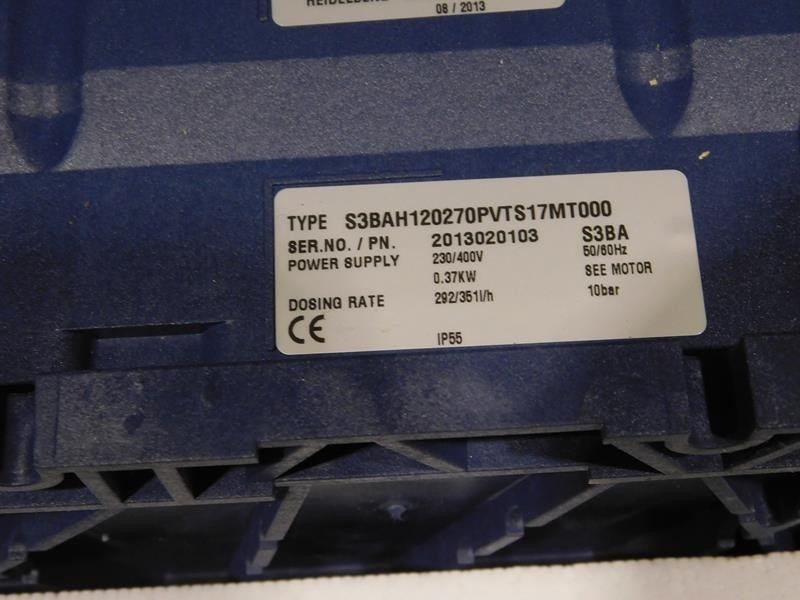 08 / 2013
TYPE S3BAH120270PVTS17MT000
SER.NO. / PN. 2013020103 S3BA
POWER SUPPLY 230/400V 50/60Hz
0.37KW SEE MOTOR
DOSING RATE 292/351l/h 10bar
CE IP55